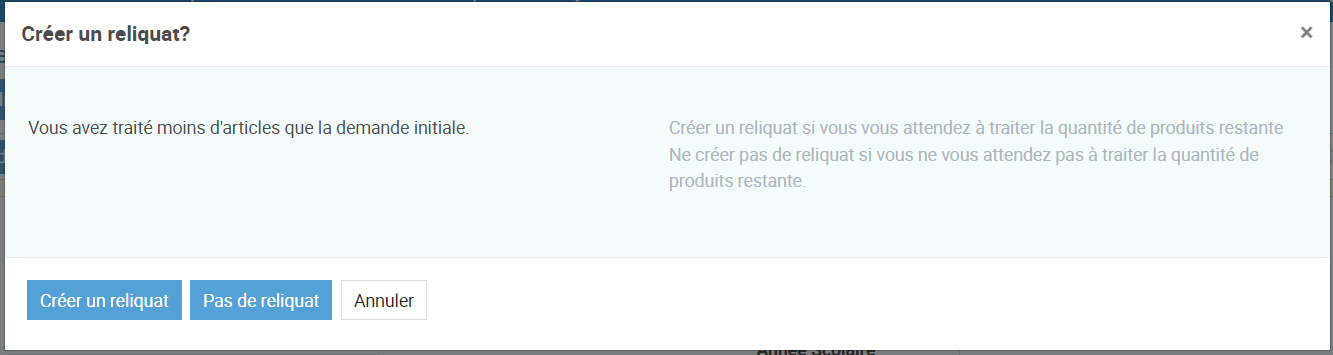 Créer un reliquat?
×
Vous avez traité moins d'articles que la demande initiale.
Créer un reliquat si vous vous attendez à traiter la quantité de produits restante
Ne créer pas de reliquat si vous ne vous attendez pas à traiter la quantité de
produits restante.
Créer un reliquat
Pas de reliquat
Annuler
Année Scolaire